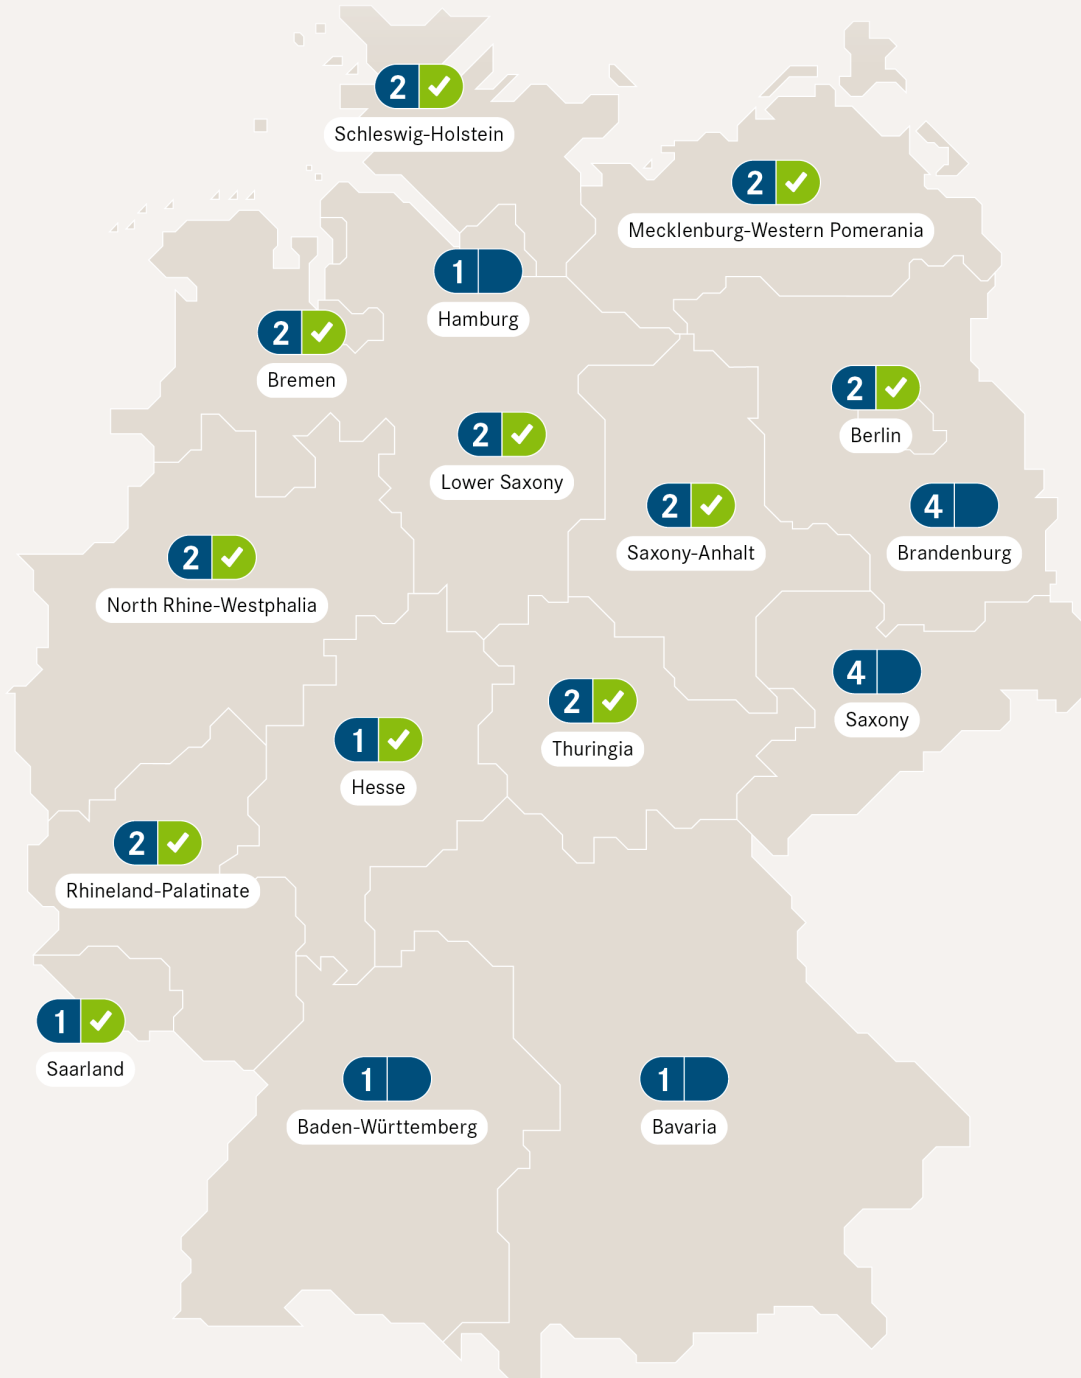 2
Schleswig-Holstein
2
Mecklenburg-Western Pomerania
1
Hamburg
2
Bremen
2
Berlin
2
Lower Saxony
2
Saxony-Anhalt
4
Brandenburg
2
North Rhine-Westphalia
4
Saxony
2
Thuringia
1
Hesse
2
Rhineland-Palatinate
1
Saarland
1
Baden-Württemberg
1
Bavaria